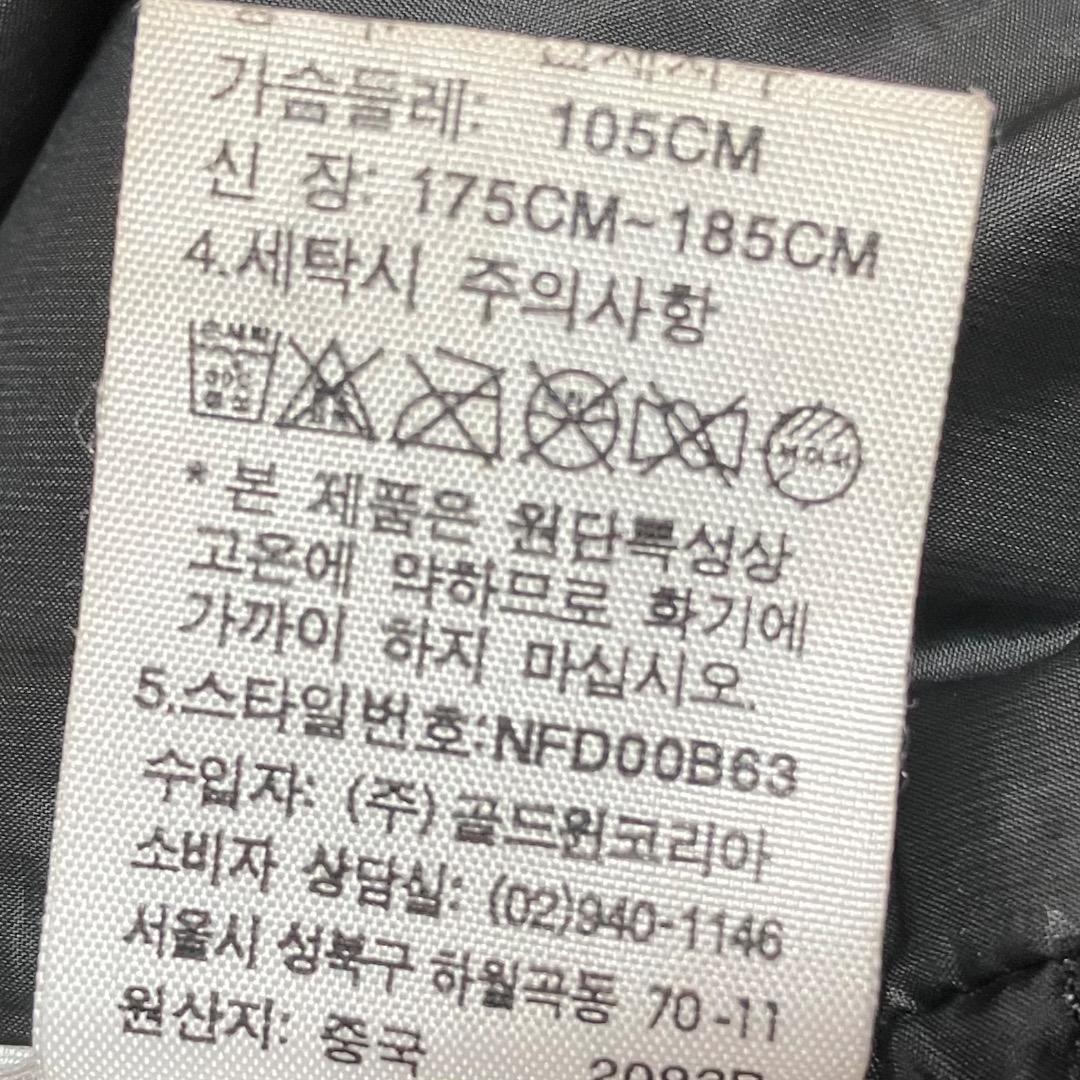 가슴둘레: 105CM
신 장: 175CM~185CM
4.세탁시 주의사항
손세탁
* 본 제품은 원단특성상
고온에 약하므로 화기에
가까이 하지 마십시오.
5.스타일번호:NFD00B63
수입자: (주) 골드윈코리아
소비자 상담실: (02)940-1146
서울시 성북구 하월곡동 70-11
원산지: 중국